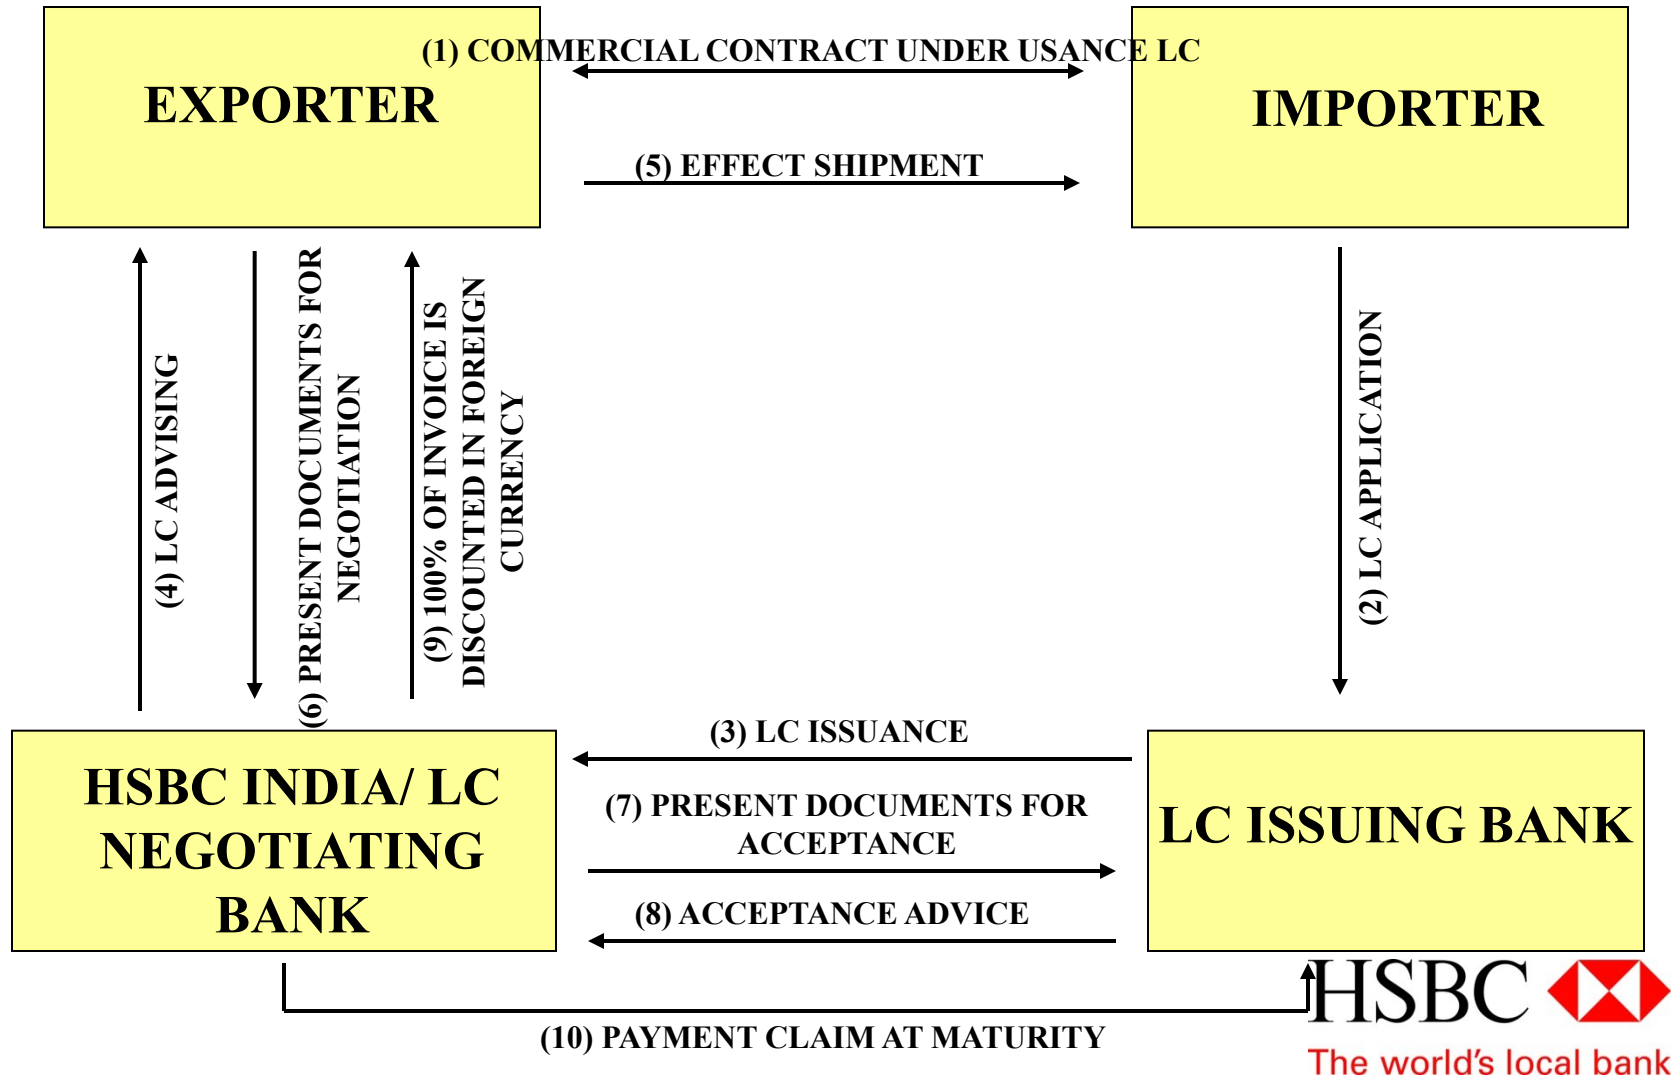 (1) COMMERCIAL CONTRACT UNDER USANCE LC
EXPORTER
IMPORTER
(5) EFFECT SHIPMENT
(4) LC ADVISING
(6) PRESENT DOCUMENTS FOR
NEGOTIATION
(9) 100% OF INVOICE IS
DISCOUNTED IN FOREIGN
CURRENCY
(2) LC APPLICATION
(3) LC ISSUANCE
HSBC INDIA/ LC
NEGOTIATING
BANK
(7) PRESENT DOCUMENTS FOR
ACCEPTANCE
LC ISSUING BANK
(8) ACCEPTANCE ADVICE
(10) PAYMENT CLAIM AT MATURITY
HSBC
The world's local bank